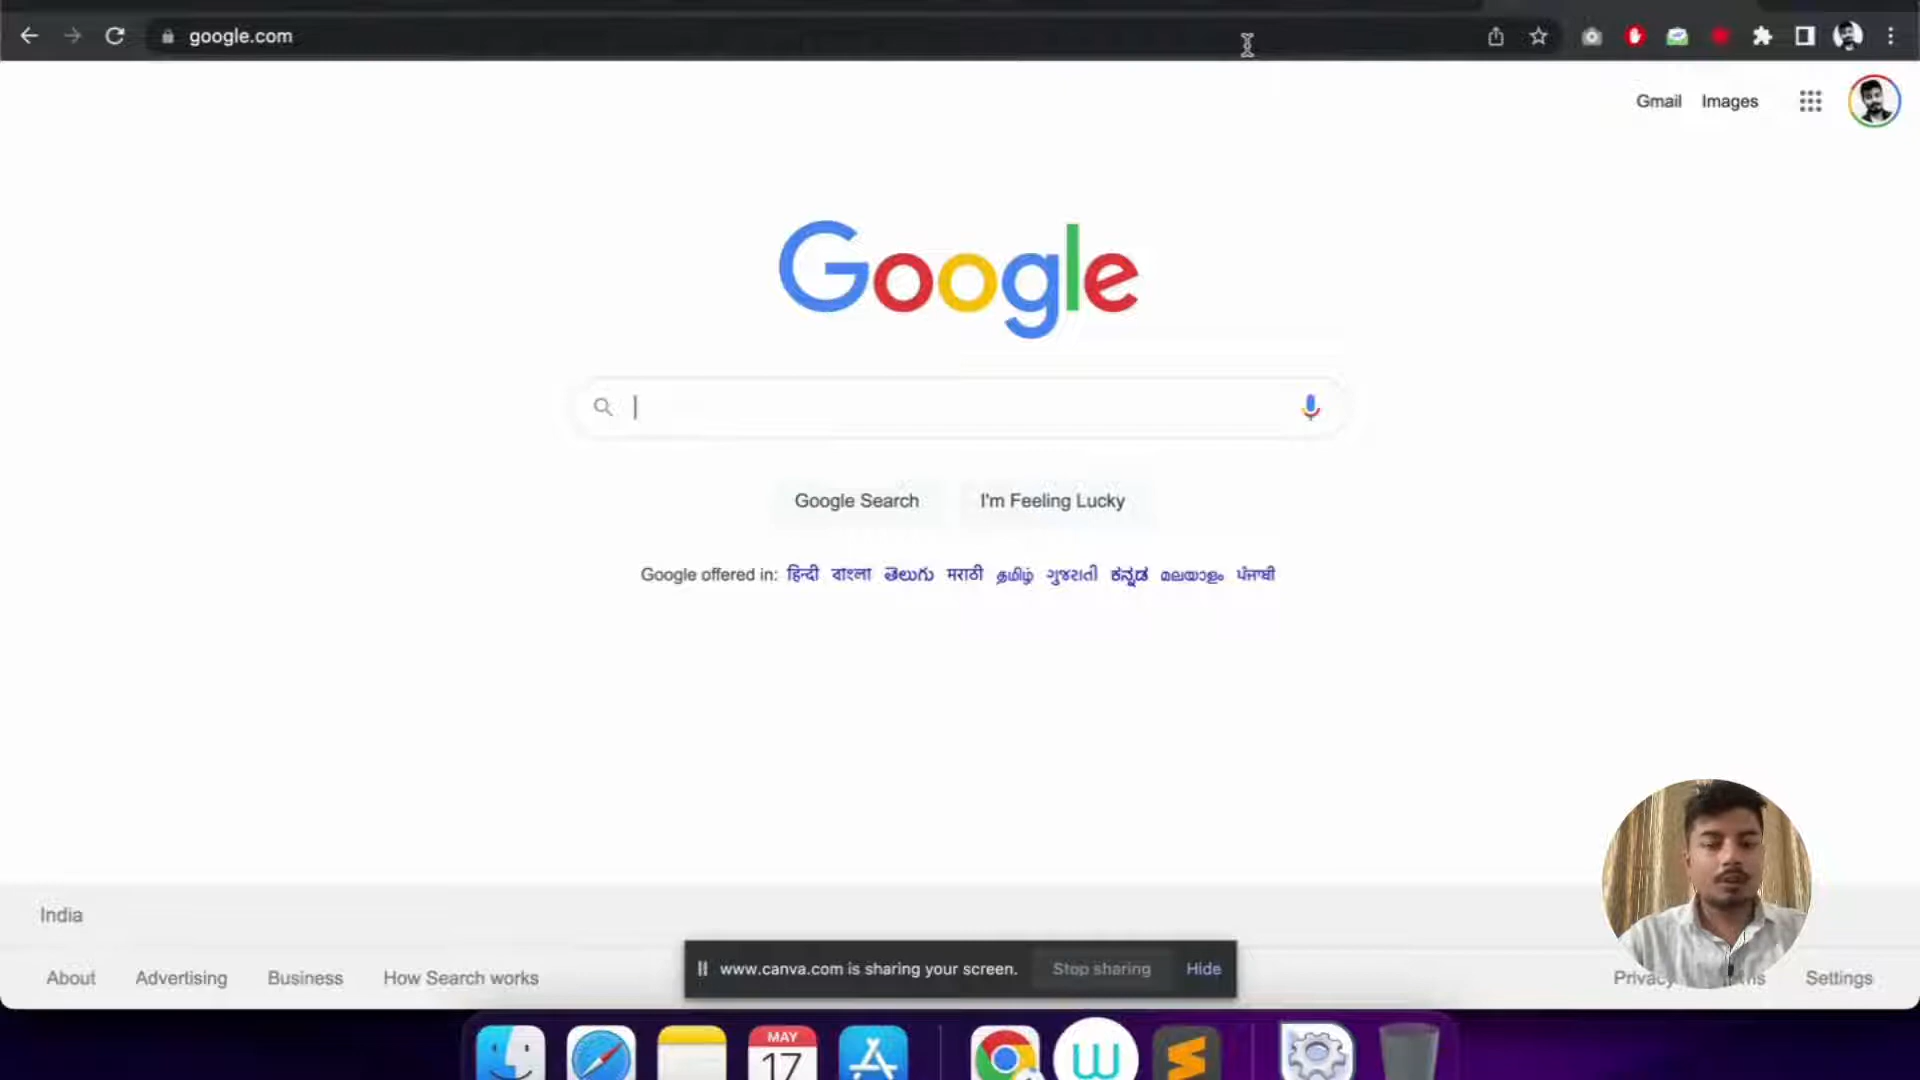 google.com
Gmail Images
Google
Google Search I'm Feeling Lucky
Google offered in: हिन्दी বাংলা తెలుగు मराठी தமிழ் ગુજરાતી ಕನ್ನಡ മലയാളം ਪੰਜਾਬੀ
India
www.canva.com is sharing your screen. Stop sharing Hide
About Advertising Business How Search works Privacy Settings
MAY
17